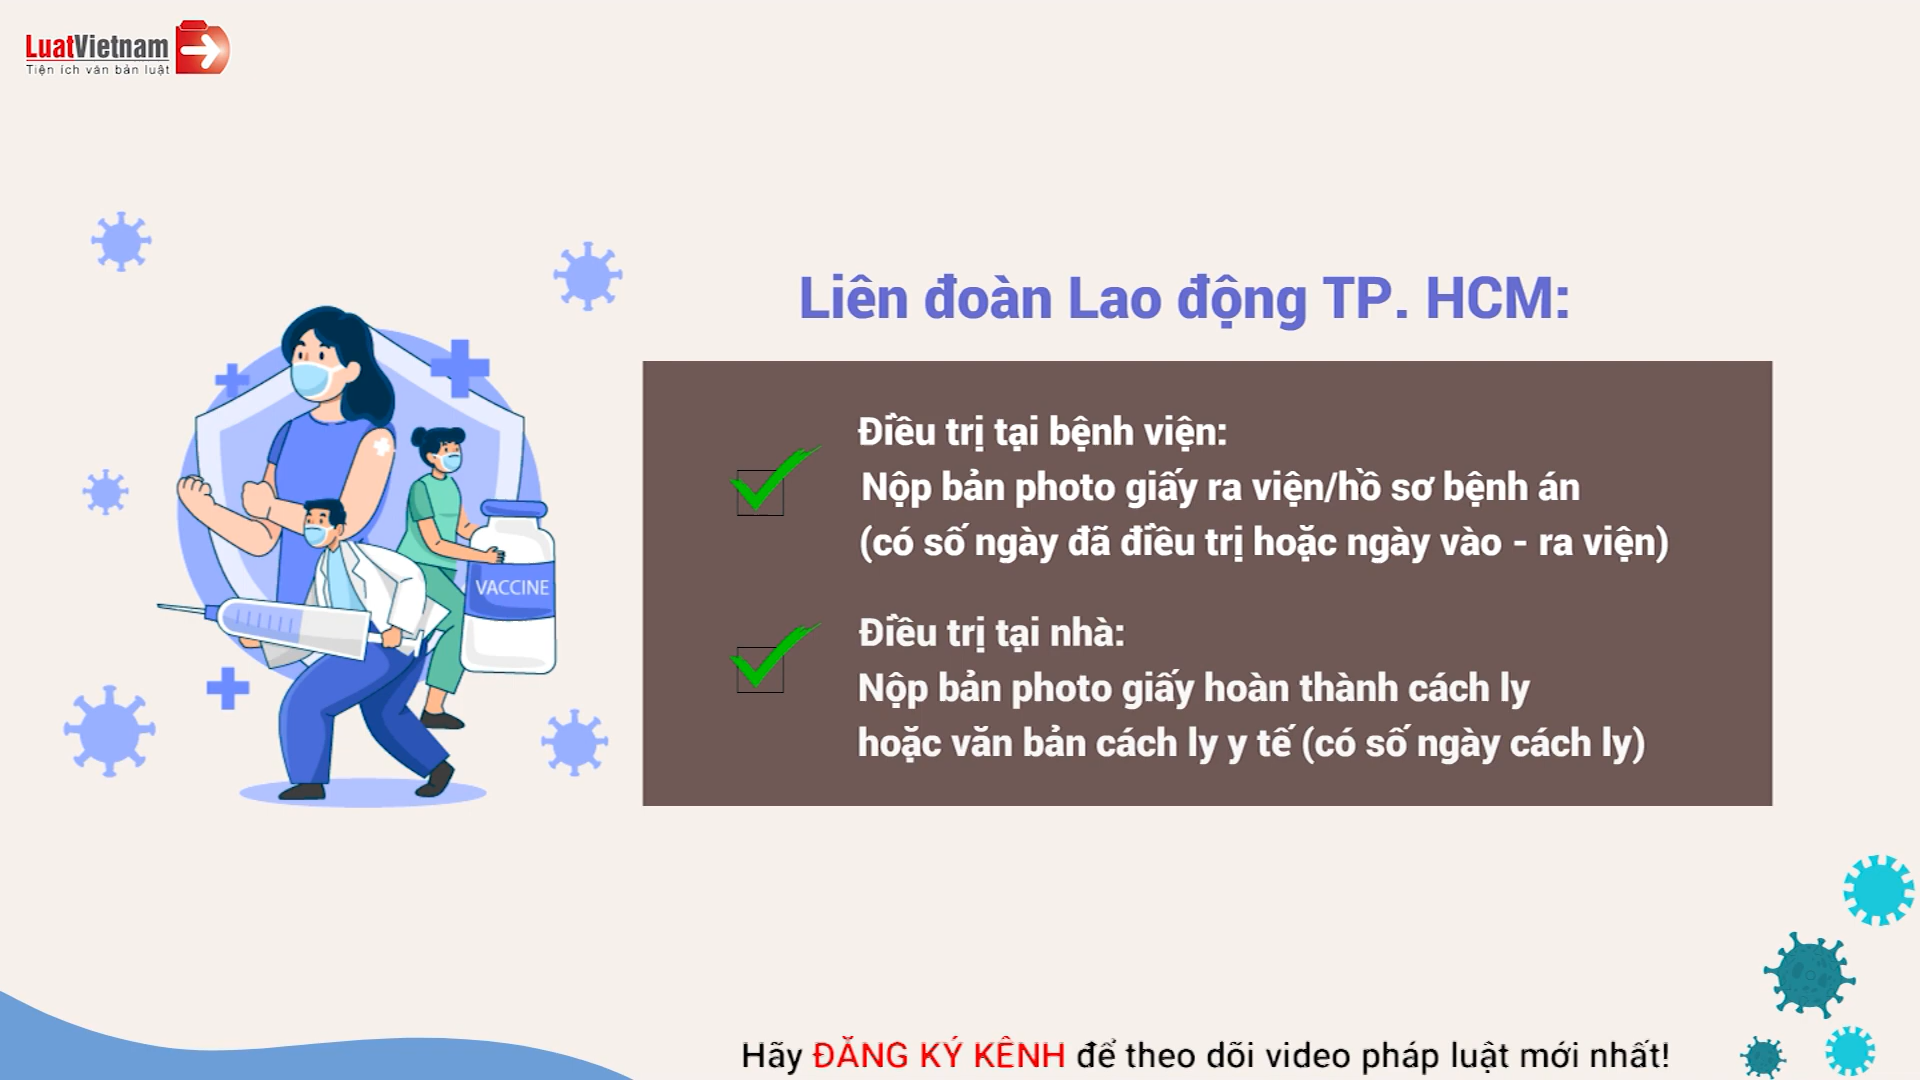 LuatVietnam
Tiện ích văn bản luật
Liên đoàn Lao động TP. HCM:
Điều trị tại bệnh viện:
Nộp bản photo giấy ra viện/hồ sơ bệnh án
(có số ngày đã điều trị hoặc ngày vào - ra viện)
VACCINE
Điều trị tại nhà:
Nộp bản photo giấy hoàn thành cách ly
hoặc văn bản cách ly y tế (có số ngày cách ly)
Hãy ĐĂNG KÝ KÊNH để theo dõi video pháp luật mới nhất!